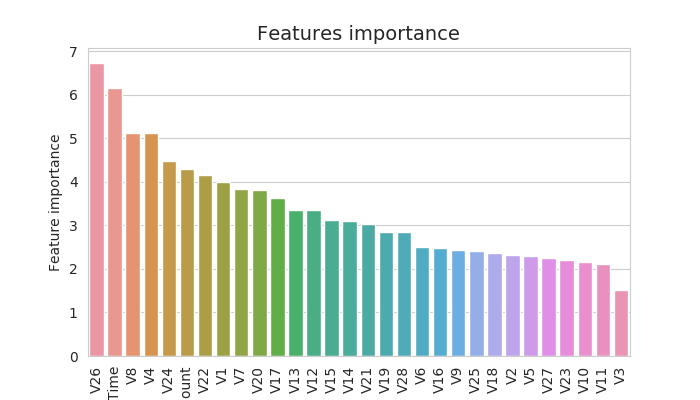 Features importance
7
6
5
4
3
2
1
0
Feature importance
V26
Time
V8
V4
V24
ount
V22
V1
V7
V20
V17
V13
V12
V15
V14
V21
V19
V28
V6
V16
V9
V25
V18
V2
V5
V27
V23
V10
V11
V3